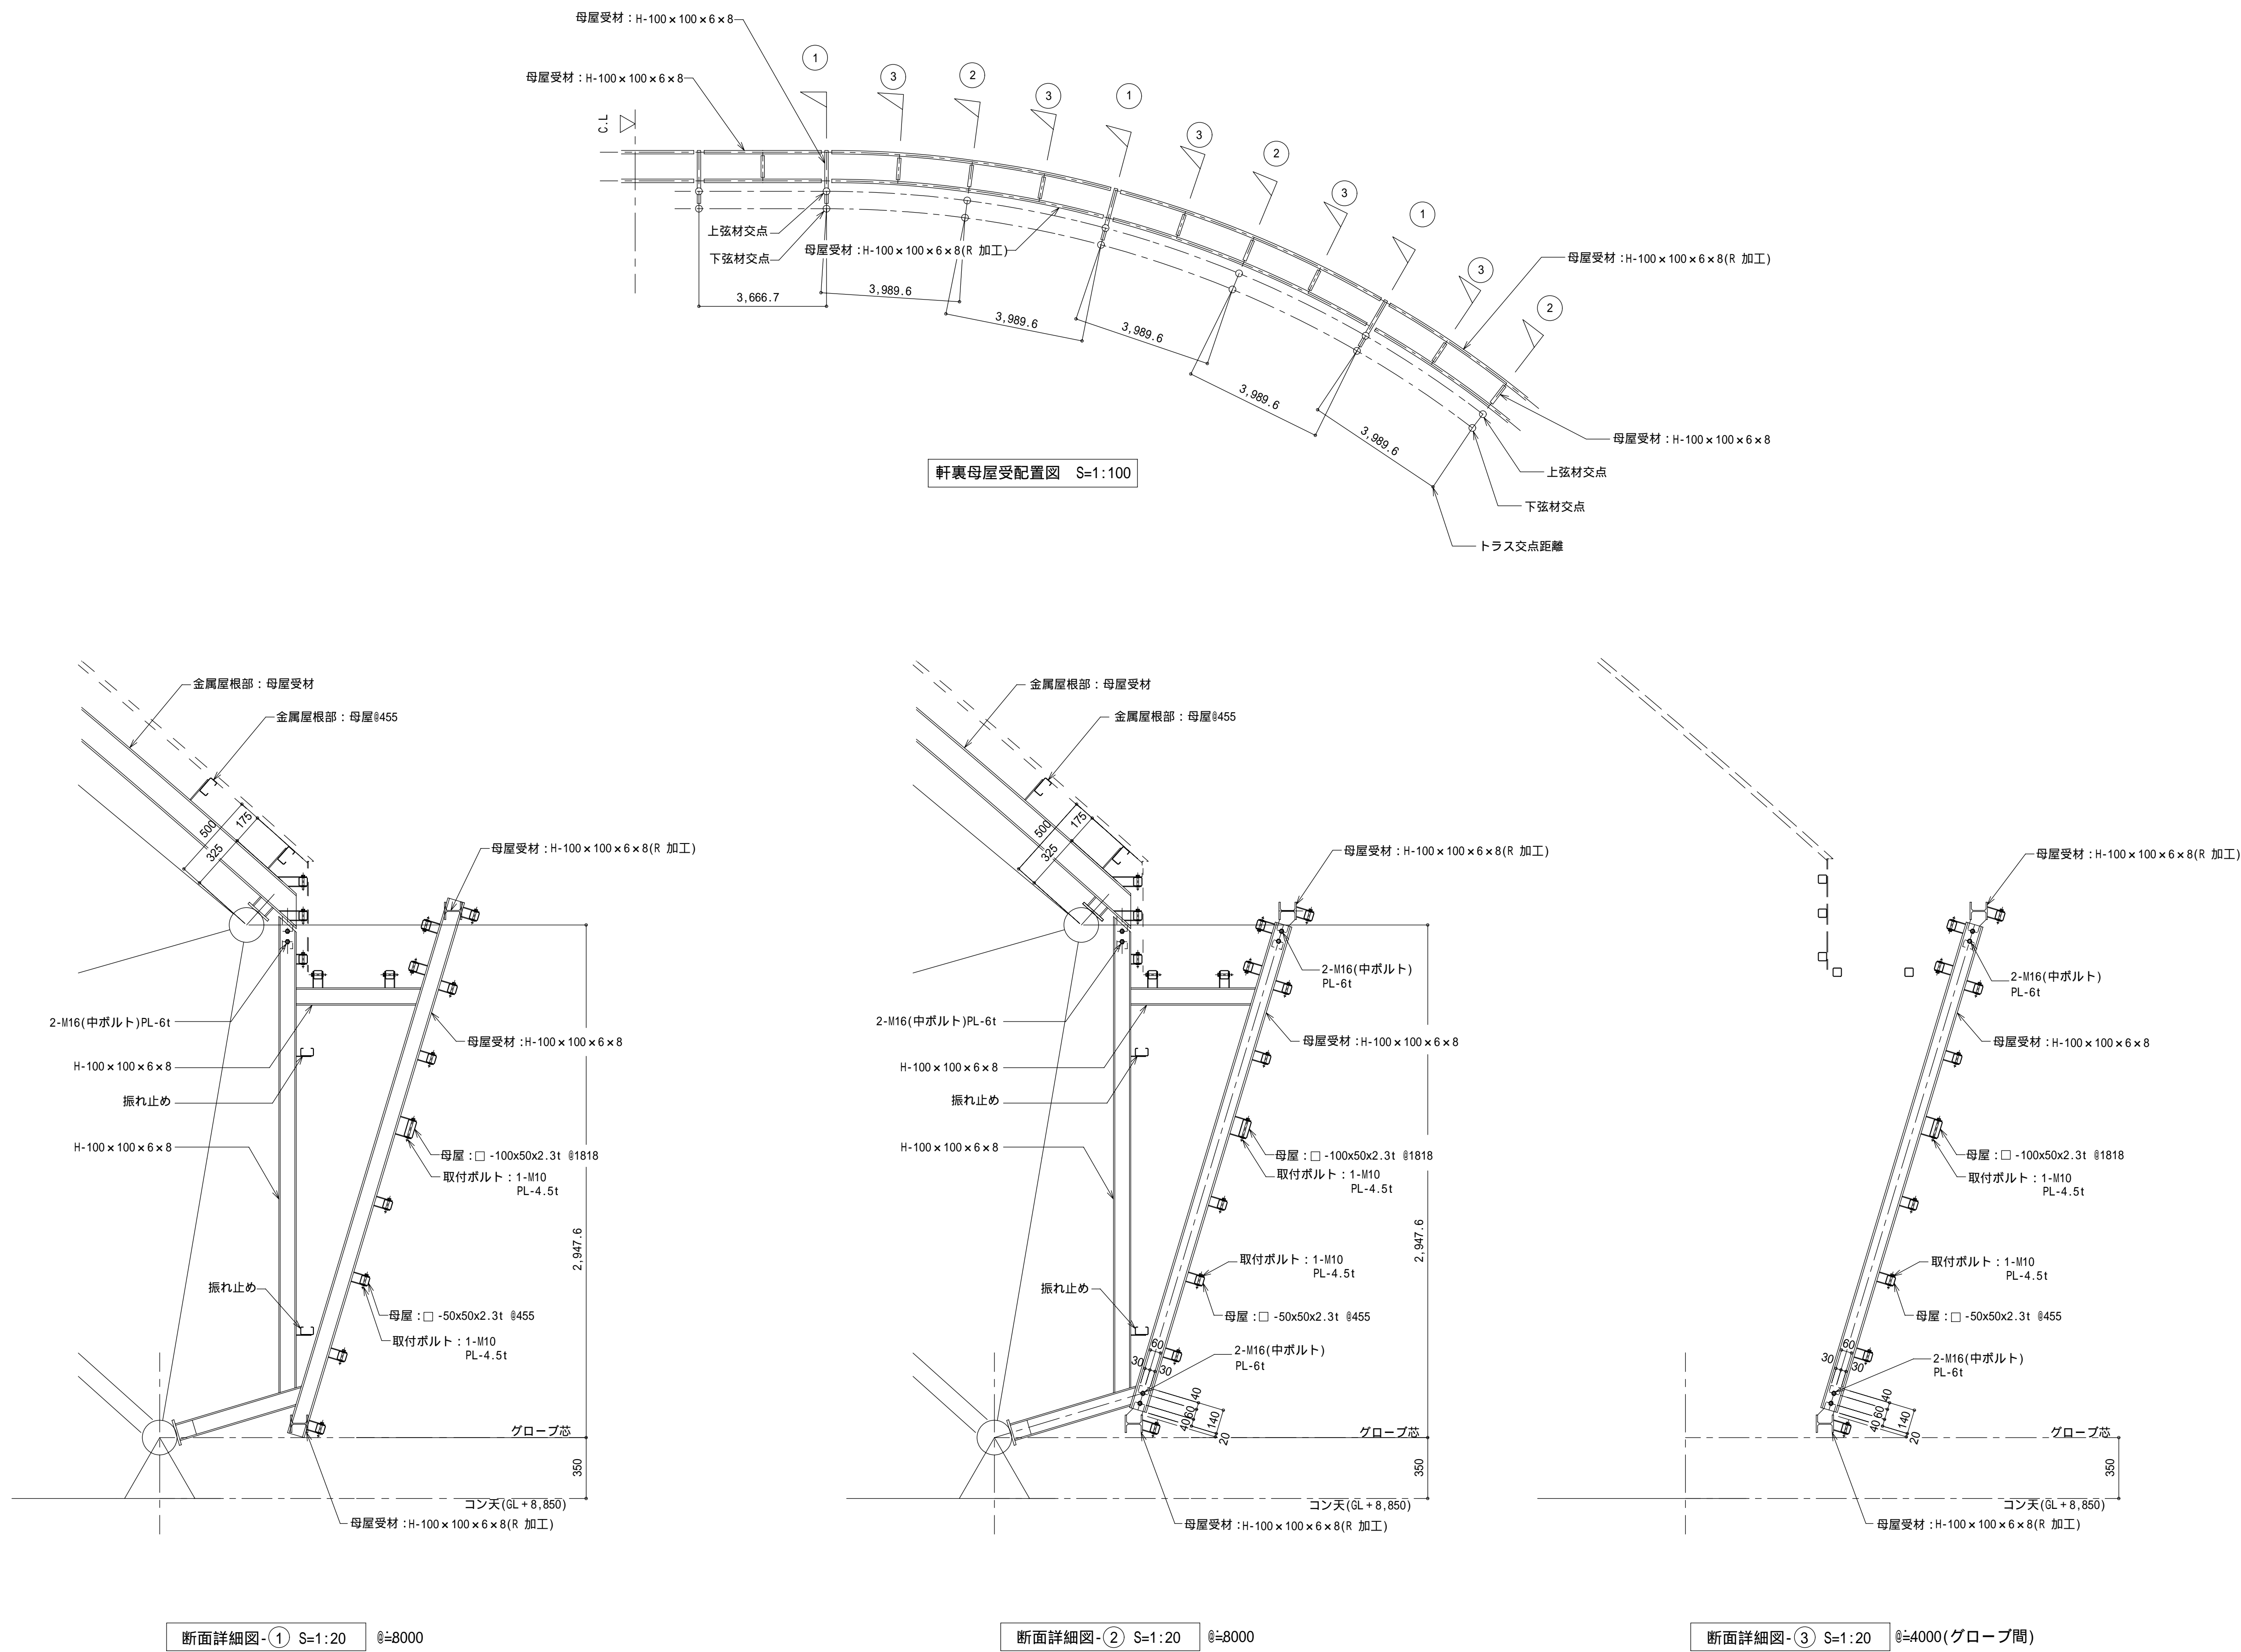 母屋受材：H-100×100×6×8
母屋受材：H-100×100×6×8
C.L
1
3
2
3
1
3
2
3
1
3
2
上弦材交点
下弦材交点
母屋受材：H-100×100×6×8(R 加工)
母屋受材：H-100×100×6×8(R 加工)
3,666.7
3,989.6
3,989.6
3,989.6
3,989.6
3,989.6
母屋受材：H-100×100×6×8
上弦材交点
下弦材交点
トラス交点距離
軒裏母屋受配置図 S=1:100
金属屋根部：母屋受材
金属屋根部：母屋@455
500
175
325
母屋受材：H-100×100×6×8(R 加工)
2-M16(中ボルト)PL-6t
母屋受材：H-100×100×6×8
H-100×100×6×8
振れ止め
H-100×100×6×8
母屋：□ -100x50x2.3t @1818
取付ボルト：1-M10
PL-4.5t
2,947.6
振れ止め
母屋：□ -50x50x2.3t @455
取付ボルト：1-M10
PL-4.5t
グローブ芯
350
コン天(GL+8,850)
母屋受材：H-100×100×6×8(R 加工)
断面詳細図-1 S=1:20 @≒8000
金属屋根部：母屋受材
金属屋根部：母屋@455
500
175
325
母屋受材：H-100×100×6×8(R 加工)
2-M16(中ボルト)
PL-6t
2-M16(中ボルト)PL-6t
母屋受材：H-100×100×6×8
H-100×100×6×8
振れ止め
H-100×100×6×8
母屋：□ -100x50x2.3t @1818
取付ボルト：1-M10
PL-4.5t
2,947.6
取付ボルト：1-M10
PL-4.5t
振れ止め
母屋：□ -50x50x2.3t @455
60
30
30
2-M16(中ボルト)
PL-6t
40
60
40
140
20
グローブ芯
350
コン天(GL+8,850)
母屋受材：H-100×100×6×8(R 加工)
断面詳細図-2 S=1:20 @≒8000
母屋受材：H-100×100×6×8(R 加工)
2-M16(中ボルト)
PL-6t
母屋受材：H-100×100×6×8
母屋：□ -100x50x2.3t @1818
取付ボルト：1-M10
PL-4.5t
取付ボルト：1-M10
PL-4.5t
母屋：□ -50x50x2.3t @455
60
30
30
2-M16(中ボルト)
PL-6t
40
60
40
140
20
グローブ芯
350
コン天(GL+8,850)
母屋受材：H-100×100×6×8(R 加工)
断面詳細図-3 S=1:20 @≒4000(グローブ間)